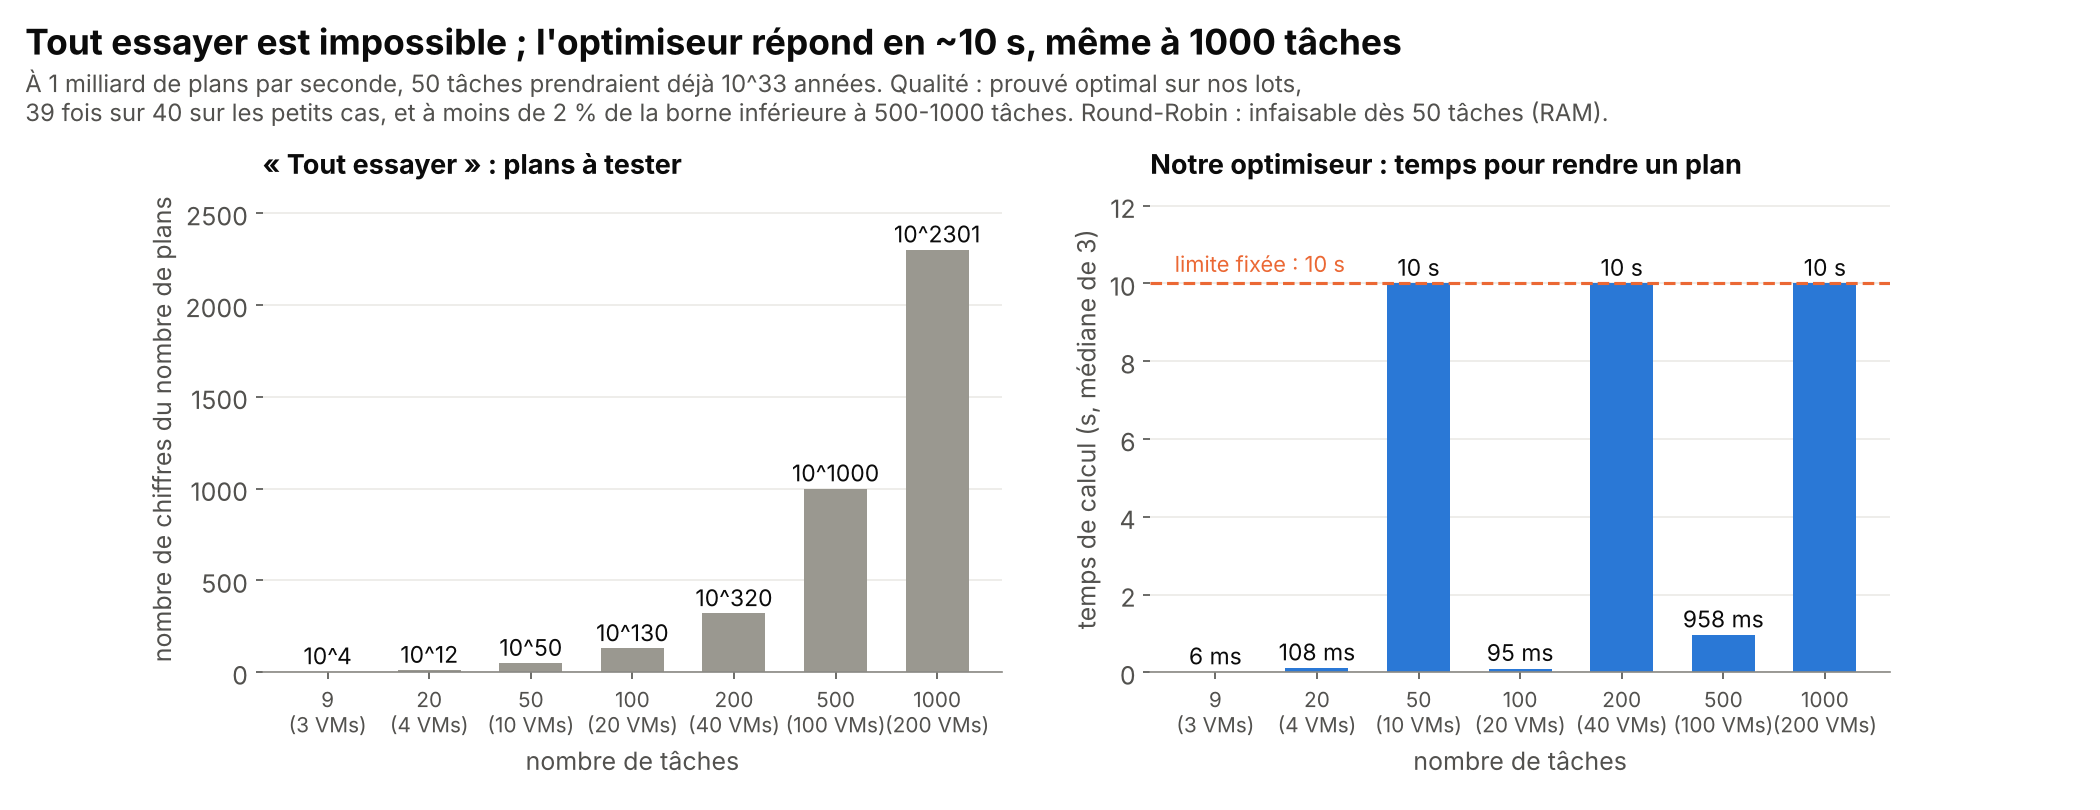 Tout essayer est impossible ; l'optimiseur répond en ~10 s, même à 1000 tâches
À 1 milliard de plans par seconde, 50 tâches prendraient déjà 10^33 années. Qualité : prouvé optimal sur nos lots,
39 fois sur 40 sur les petits cas, et à moins de 2 % de la borne inférieure à 500-1000 tâches. Round-Robin : infaisable dès 50 tâches (RAM).
« Tout essayer » : plans à tester
nombre de chiffres du nombre de plans
2500
2000
1500
1000
500
0
10^4
10^12
10^50
10^130
10^320
10^1000
10^2301
9 20 50 100 200 500 1000
(3 VMs) (4 VMs) (10 VMs) (20 VMs) (40 VMs) (100 VMs) (200 VMs)
nombre de tâches
Notre optimiseur : temps pour rendre un plan
temps de calcul (s, médiane de 3)
12
10
8
6
4
2
0
limite fixée : 10 s
6 ms
108 ms
10 s
95 ms
10 s
958 ms
10 s
9 20 50 100 200 500 1000
(3 VMs) (4 VMs) (10 VMs) (20 VMs) (40 VMs) (100 VMs) (200 VMs)
nombre de tâches